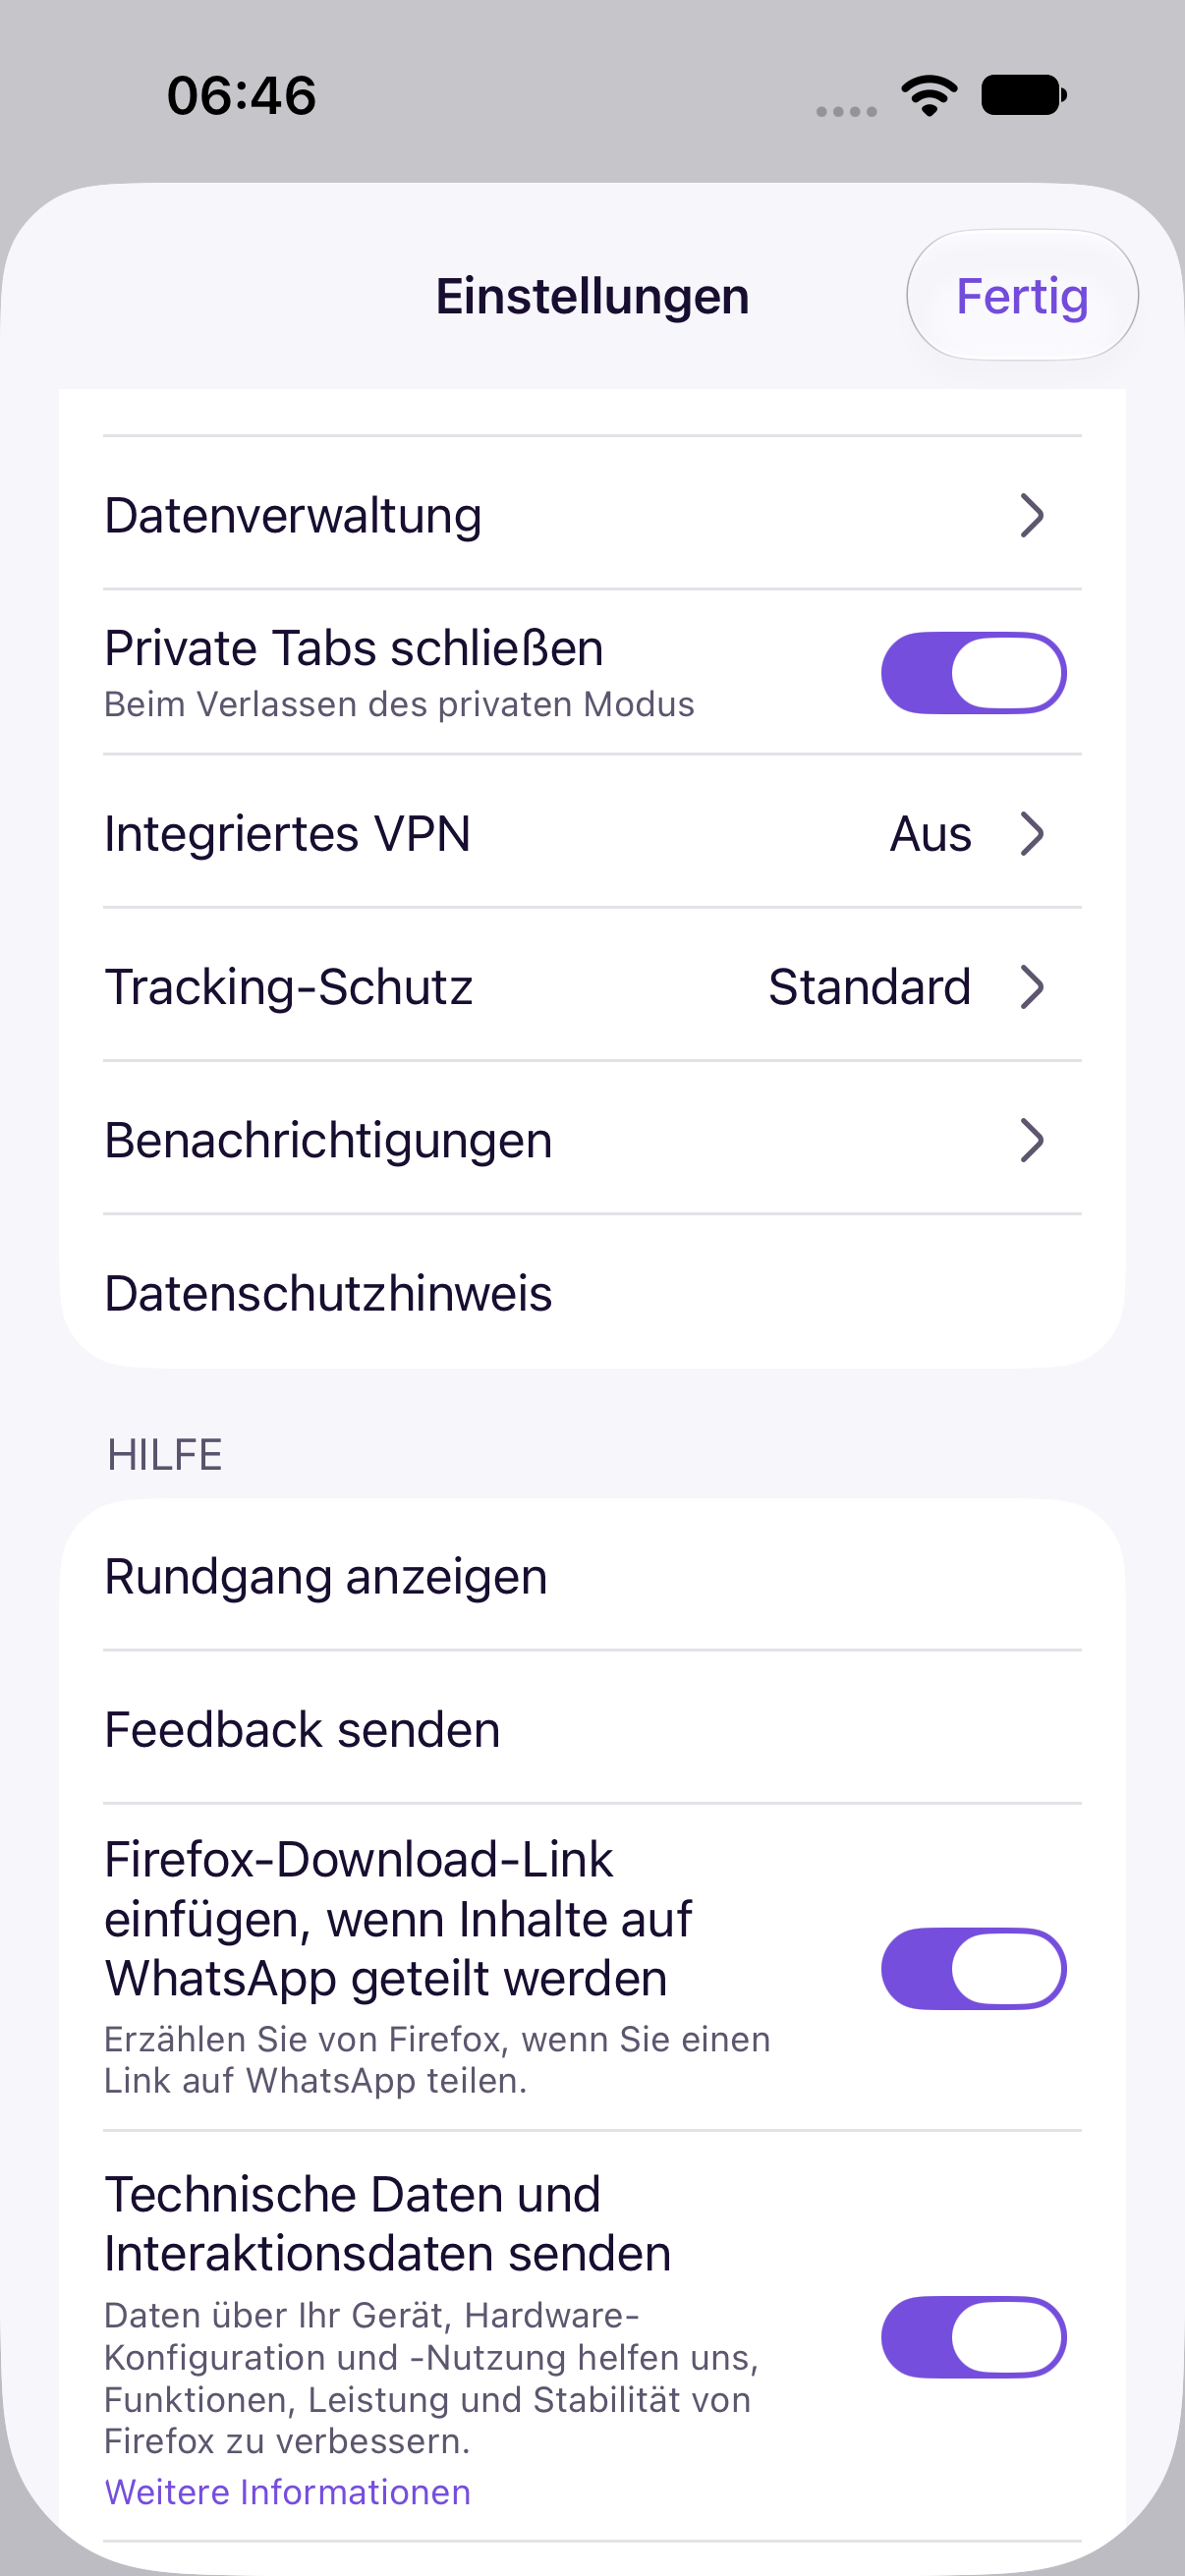 06:46
Einstellungen
Fertig
Datenverwaltung
Private Tabs schließen
Beim Verlassen des privaten Modus
Integriertes VPN
Aus
Tracking-Schutz
Standard
Benachrichtigungen
Datenschutzhinweis
HILFE
Rundgang anzeigen
Feedback senden
Firefox-Download-Link
einfügen, wenn Inhalte auf
WhatsApp geteilt werden
Erzählen Sie von Firefox, wenn Sie einen
Link auf WhatsApp teilen.
Technische Daten und
Interaktionsdaten senden
Daten über Ihr Gerät, Hardware-
Konfiguration und -Nutzung helfen uns,
Funktionen, Leistung und Stabilität von
Firefox zu verbessern.
Weitere Informationen